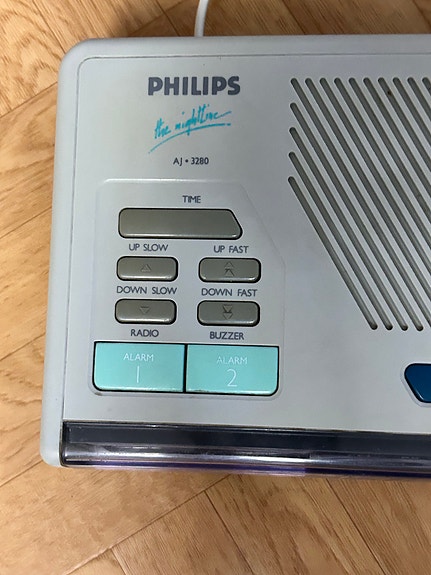 PHILIPS
the nightline
AJ • 3280
TIME
UP SLOW UP FAST
DOWN SLOW DOWN FAST
RADIO BUZZER
ALARM ALARM
1 2